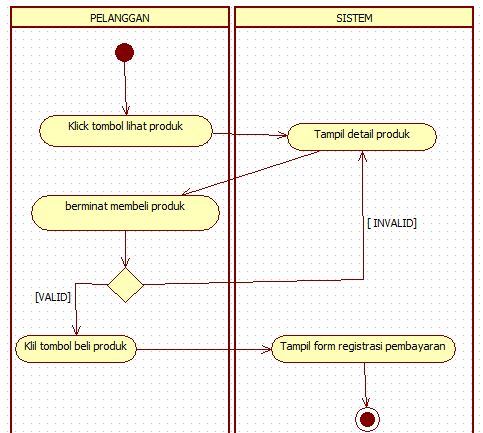 PELANGGAN
SISTEM
Klick tombol lihat produk
Tampil detail produk
berminat membeli produk
[ INVALID]
[VALID]
Klil tombol beli produk
Tampil form registrasi pembayaran